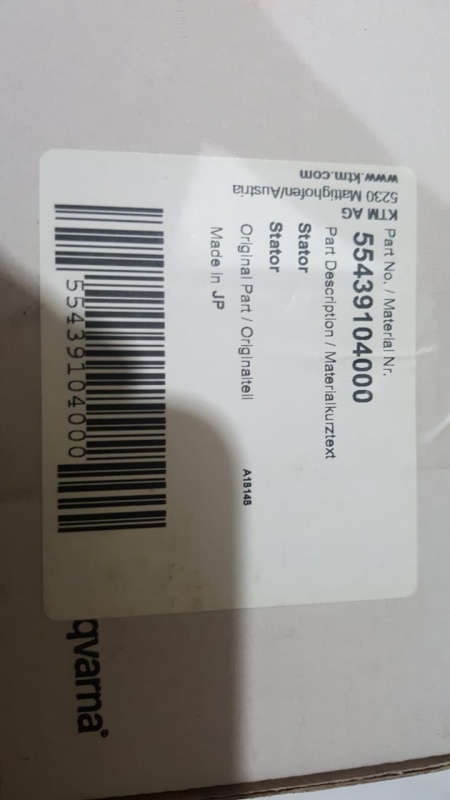 Part No. / Material Nr.
55439104000
Part Description / Materialkurztext
Stator
Stator
Original Part / Originalteil
Made in JP
A18148
KTM AG
5230 Mattighofen/Austria
www.ktm.com
55439104000
qvarna®